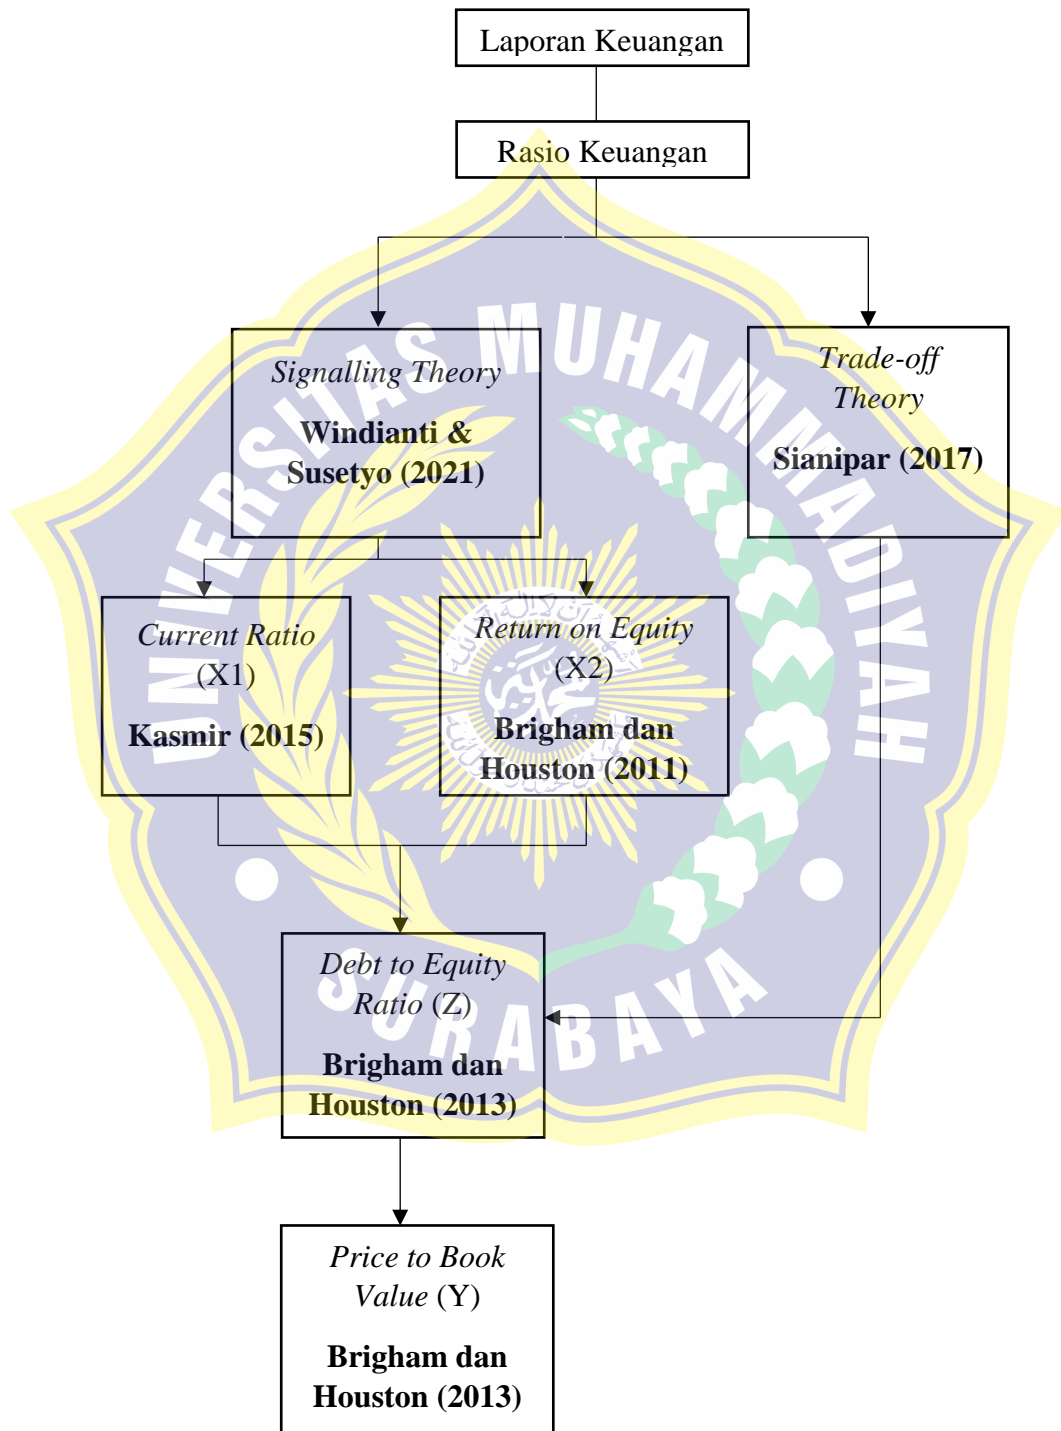 Laporan Keuangan
Rasio Keuangan
Signalling Theory
Windianti &
Susetyo (2021)
Trade-off
Theory
Sianipar (2017)
Current Ratio
(X1)
Kasmir (2015)
Return on Equity
(X2)
Brigham dan
Houston (2011)
Debt to Equity
Ratio (Z)
Brigham dan
Houston (2013)
Price to Book
Value (Y)
Brigham dan
Houston (2013)
UNIVERSITAS MUHAMMADIYAH
SURABAYA